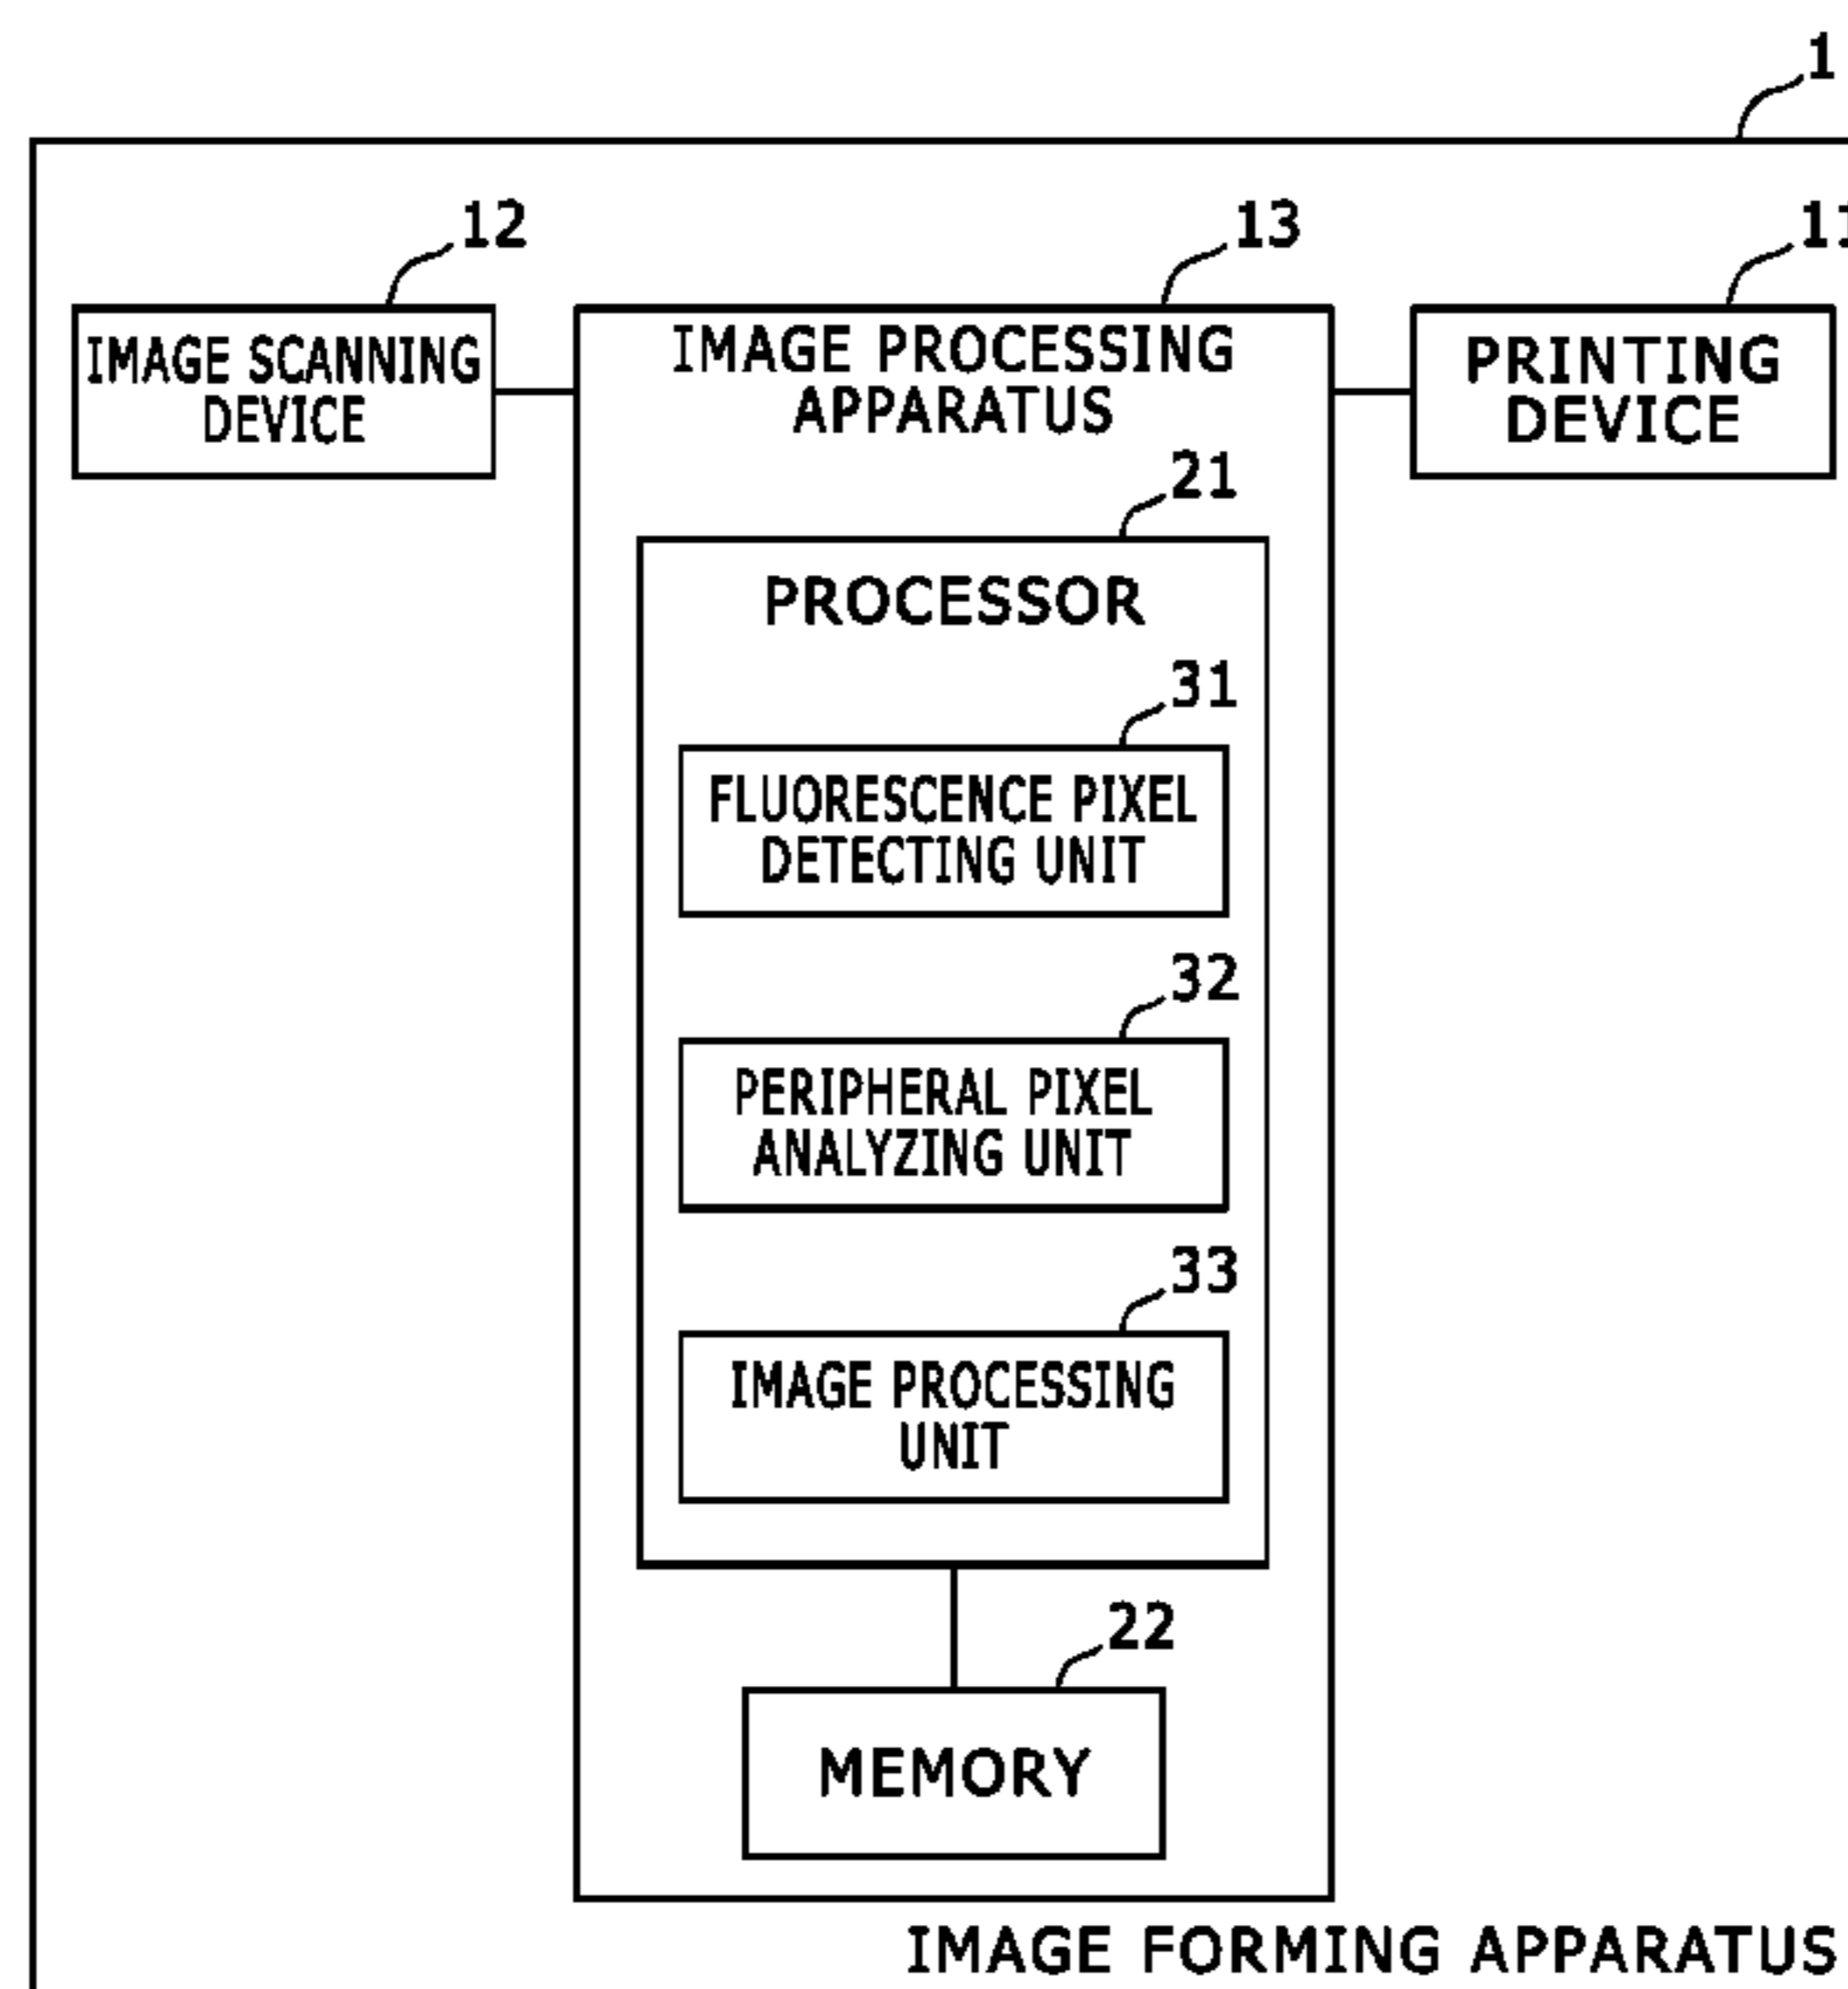 1
12
13
11
IMAGE SCANNING
DEVICE
IMAGE PROCESSING
APPARATUS
PRINTING
DEVICE
21
PROCESSOR
31
FLUORESCENCE PIXEL
DETECTING UNIT
32
PERIPHERAL PIXEL
ANALYZING UNIT
33
IMAGE PROCESSING
UNIT
22
MEMORY
IMAGE FORMING APPARATUS